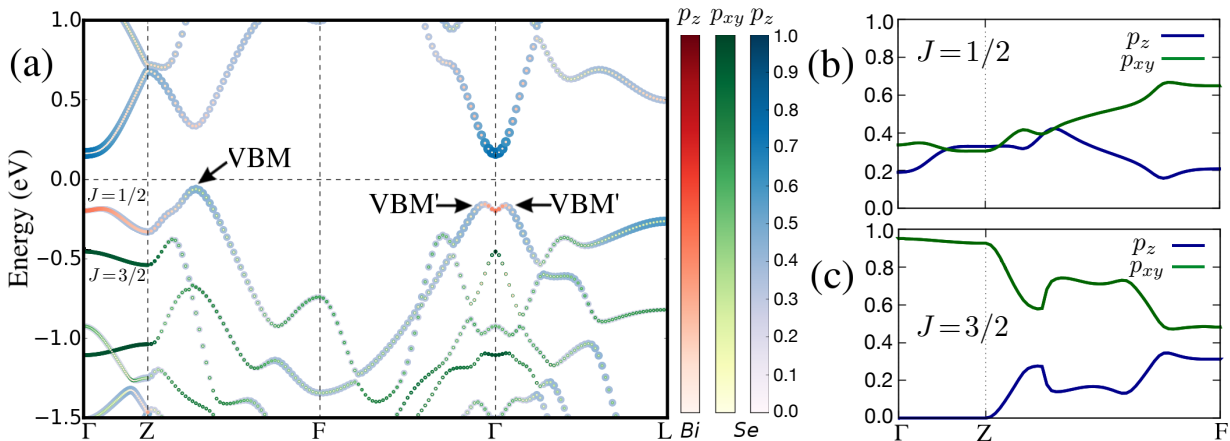 (a)
Energy (eV)
1.0
0.5
0.0
−0.5
−1.0
−1.5
Γ Z F Γ L
VBM
VBM' VBM'
J=1/2
J=3/2
p_z p_xy p_z
1.0
0.9
0.8
0.7
0.6
0.5
0.4
0.3
0.2
0.1
0.0
Bi Se
(b)
J=1/2
p_z
p_xy
1.0
0.8
0.6
0.4
0.2
0.0
(c)
J=3/2
p_z
p_xy
1.0
0.8
0.6
0.4
0.2
0.0
Γ Z F